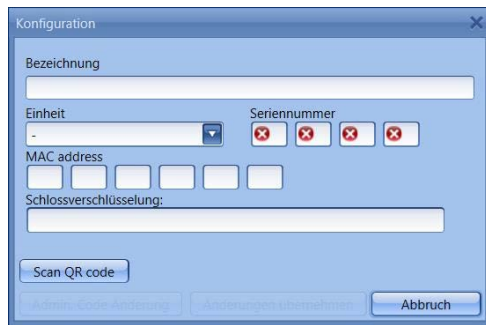 Konfiguration
Bezeichnung
Einheit Seriennummer
-
MAC address
Schlossverschlüsselung:
Scan QR code
Admin. Code Änderung Änderungen übernehmen Abbruch